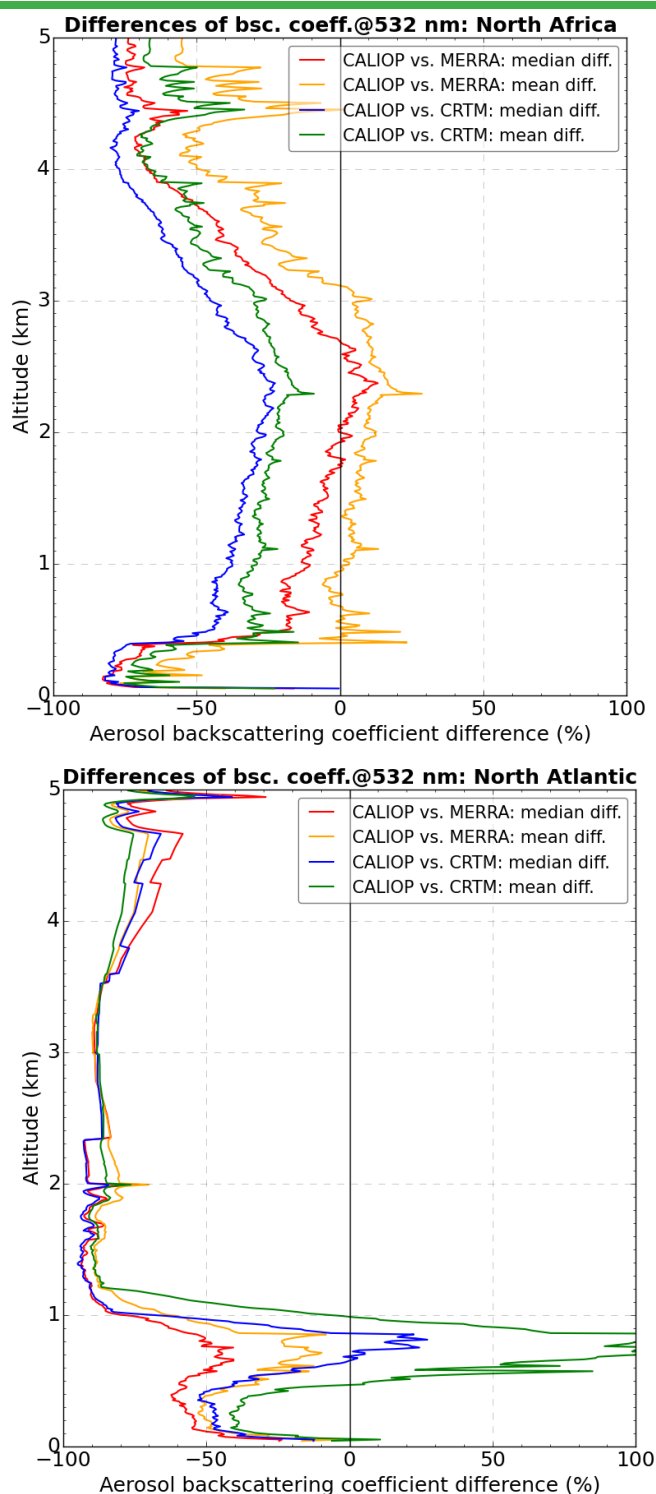 Differences of bsc. coeff.@532 nm: North Africa
CALIOP vs. MERRA: median diff.
CALIOP vs. MERRA: mean diff.
CALIOP vs. CRTM: median diff.
CALIOP vs. CRTM: mean diff.
5
4
3
2
1
0
Altitude (km)
−100 −50 0 50 100
Aerosol backscattering coefficient difference (%)
Differences of bsc. coeff.@532 nm: North Atlantic
CALIOP vs. MERRA: median diff.
CALIOP vs. MERRA: mean diff.
CALIOP vs. CRTM: median diff.
CALIOP vs. CRTM: mean diff.
5
4
3
2
1
0
Altitude (km)
−100 −50 0 50 100
Aerosol backscattering coefficient difference (%)